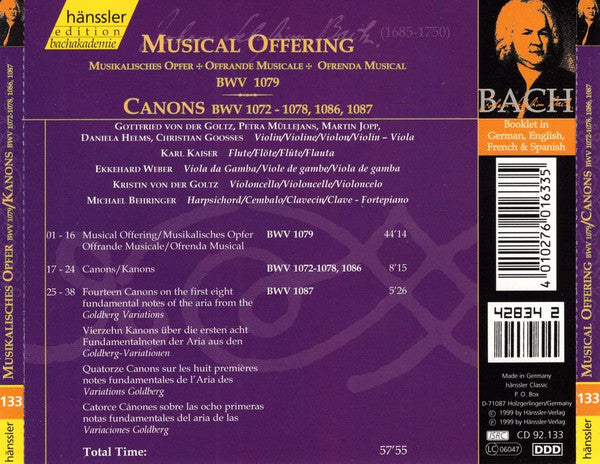 hänssler
edition
bachakademie
(1685-1750)
MUSICAL OFFERING
MUSIKALISCHES OPFER + OFFRANDE MUSICALE + OFRENDA MUSICAL
BWV 1079
CANONS BWV 1072 - 1078, 1086, 1087
GOTTFRIED VON DER GOLTZ, PETRA MÜLLEJANS, MARTIN JOPP,
DANIELA HELMS, CHRISTIAN GOOSSES Violin/Violine/Violon/Violín – Viola
KARL KAISER Flute/Flöte/Flûte/Flauta
EKKEHARD WEBER Viola da Gamba/Viole de gambe/Viola de gamba
KRISTIN VON DER GOLTZ Violoncello/Violoncelle/Violoncelo
MICHAEL BEHRINGER Harpsichord/Cembalo/Clavecin/Clave - Fortepiano
01 - 16 Musical Offering/Musikalisches Opfer BWV 1079 44'14
Offrande Musicale/Ofrenda Musical
17 - 24 Canons/Kanons BWV 1072-1078, 1086 8'15
25 - 38 Fourteen Canons on the first eight BWV 1087 5'26
fundamental notes of the aria from the
Goldberg Variations
Vierzehn Kanons über die ersten acht
Fundamentalnoten der Aria aus den
Goldberg-Variationen
Quatorze Canons sur les huit premières
notes fundamentales de l'Aria des
Variations Goldberg
Catorce Cánones sobre las ocho primeras
notas fundamentales del aria de las
Variaciones Goldberg
Total Time: 57'55
BACH
Booklet in
German, English,
French & Spanish
4 010276 016335
42834 2
Made in Germany
hänssler Classic
P. O. Box
D-71087 Holzgerlingen/Germany
Ⓟ 1999 by Hänssler-Verlag
© 1999 by Hänssler-Verlag
ISRC CD 92.133
LC 06047 DDD
MUSIKALISCHES OPFER BWV 1079/KANONS BWV 1072-1078, 1086, 1087
133
hänssler
MUSICAL OFFERING BWV 1079/CANONS BWV 1072-1078, 1086, 1087
133
hänssler